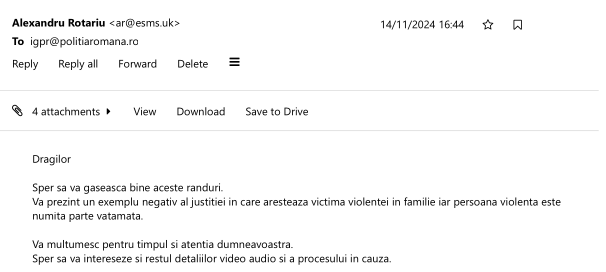 Alexandru Rotariu <ar@esms.uk>
14/11/2024 16:44
To igpr@politiaromana.ro
Reply Reply all Forward Delete
4 attachments View Download Save to Drive
Dragilor
Sper sa va gaseasca bine aceste randuri.
Va prezint un exemplu negativ al justitiei in care aresteaza victima violentei in familie iar persoana violenta este
numita parte vatamata.
Va multumesc pentru timpul si atentia dumneavoastra.
Sper sa va intereseze si restul detaliilor video audio si a procesului in cauza.